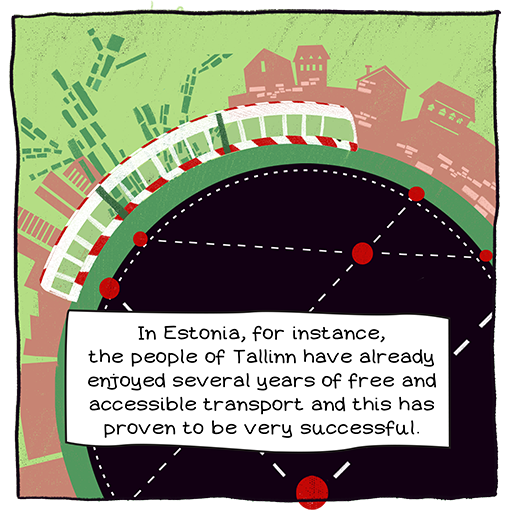 In Estonia, for instance,
the people of Tallinn have already
enjoyed several years of free and
accessible transport and this has
proven to be very successful.